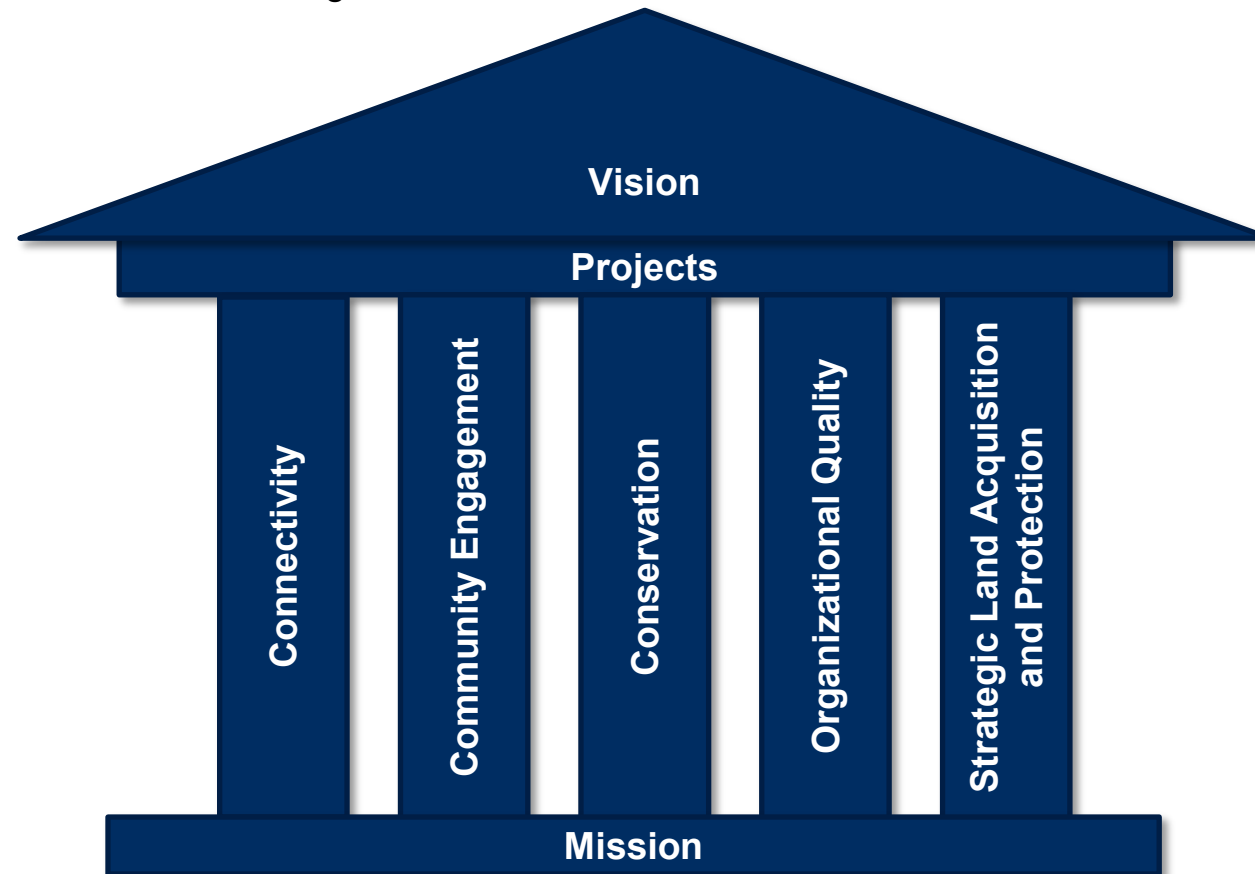 Vision
Projects
Connectivity
Community Engagement
Conservation
Organizational Quality
Strategic Land Acquisition
and Protection
Mission